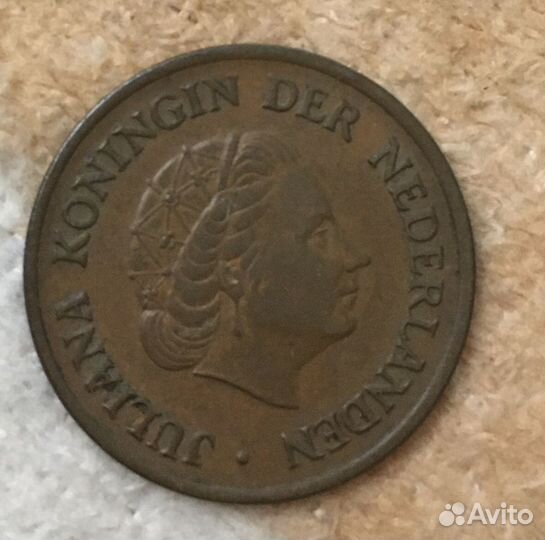 JULIANA KONINGIN DER NEDERLANDEN ·
Avito